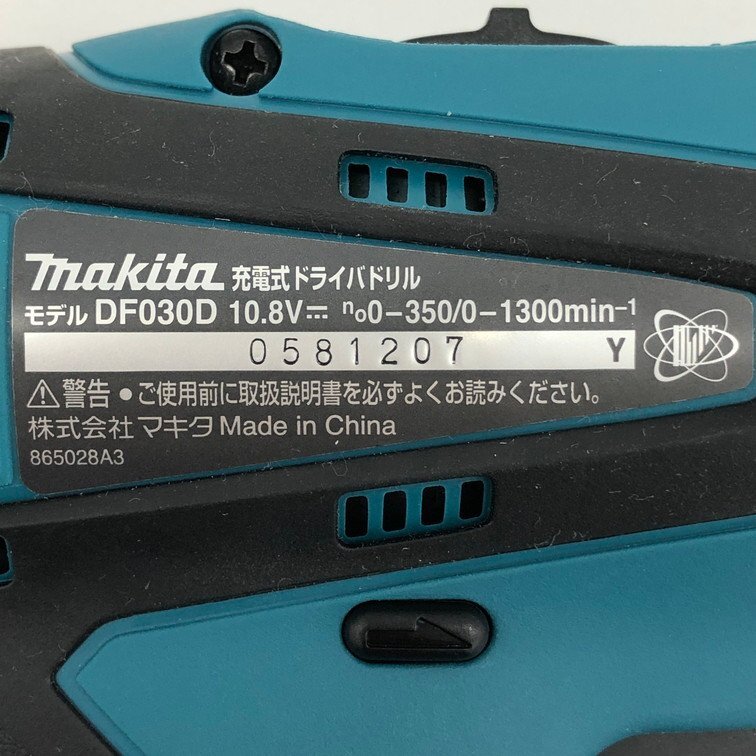 makita 充電式ドライバドリル
モデル DF030D 10.8V⎓ n₀0-350/0-1300min⁻¹
0581207 Y
⚠警告 ●ご使用前に取扱説明書を必ずよくお読みください。
株式会社 マキタ Made in China
865028A3